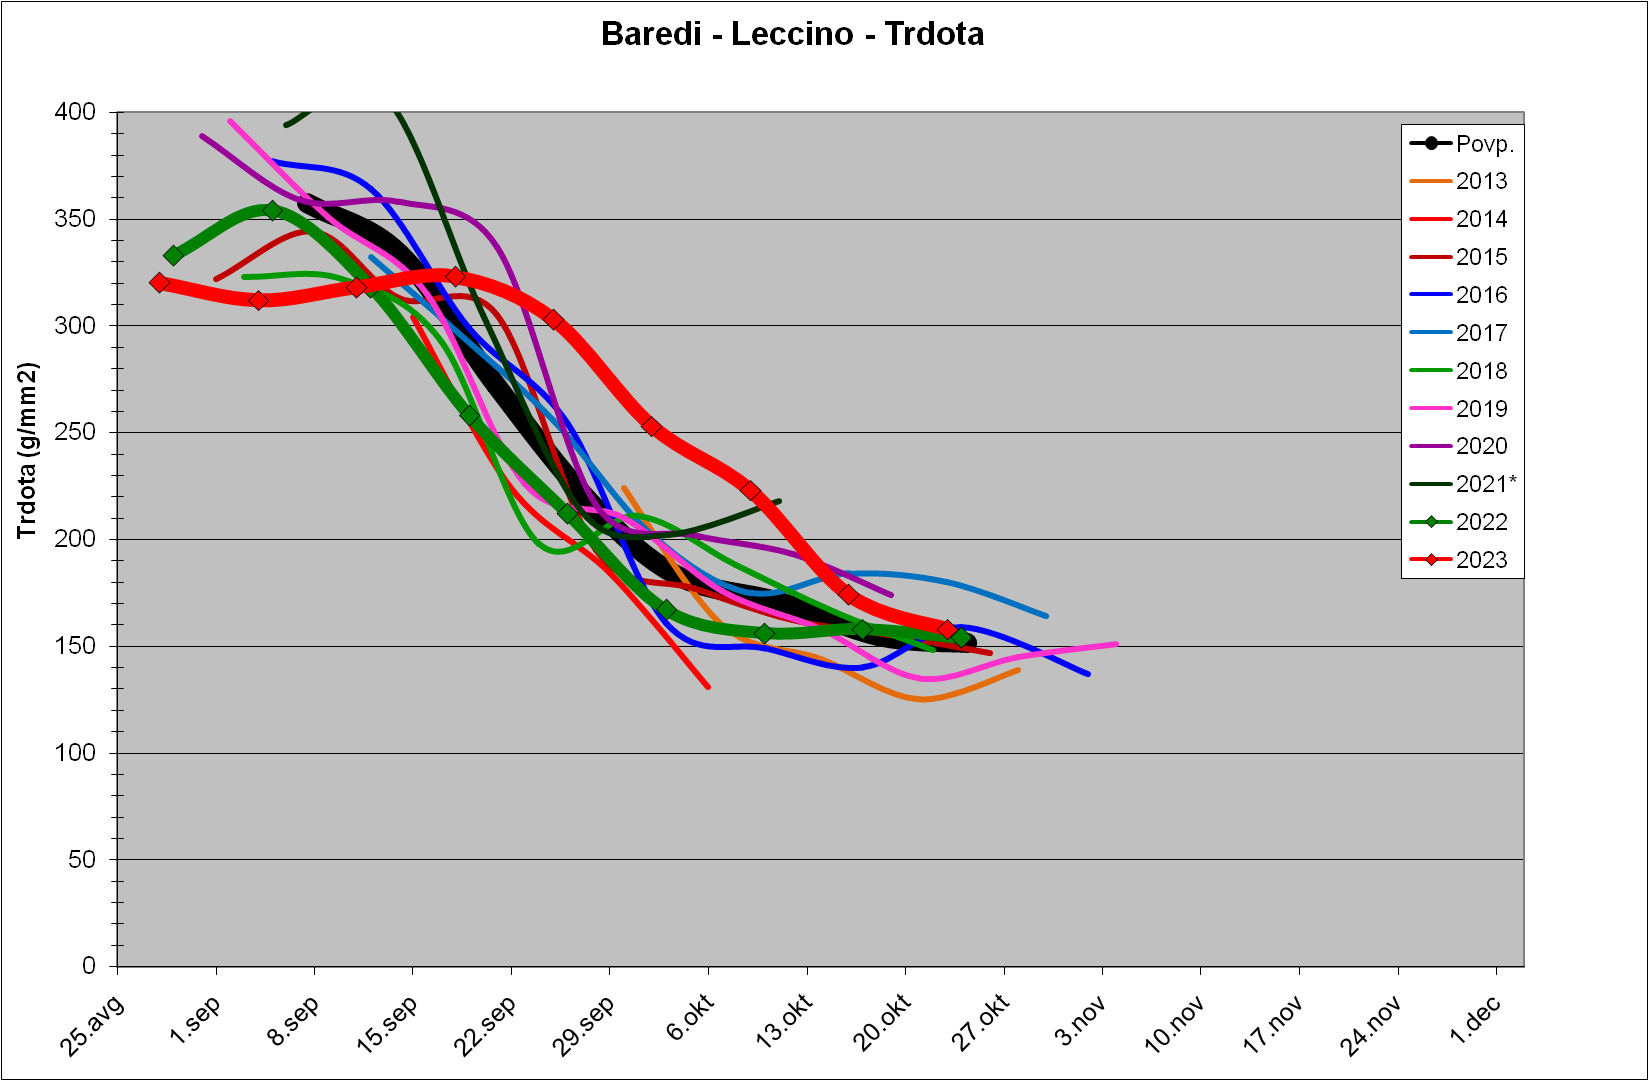 Baredi - Leccino - Trdota
Trdota (g/mm2)
400
350
300
250
200
150
100
50
0
25.avg
1.sep
8.sep
15.sep
22.sep
29.sep
6.okt
13.okt
20.okt
27.okt
3.nov
10.nov
17.nov
24.nov
1.dec
Povp.
2013
2014
2015
2016
2017
2018
2019
2020
2021*
2022
2023